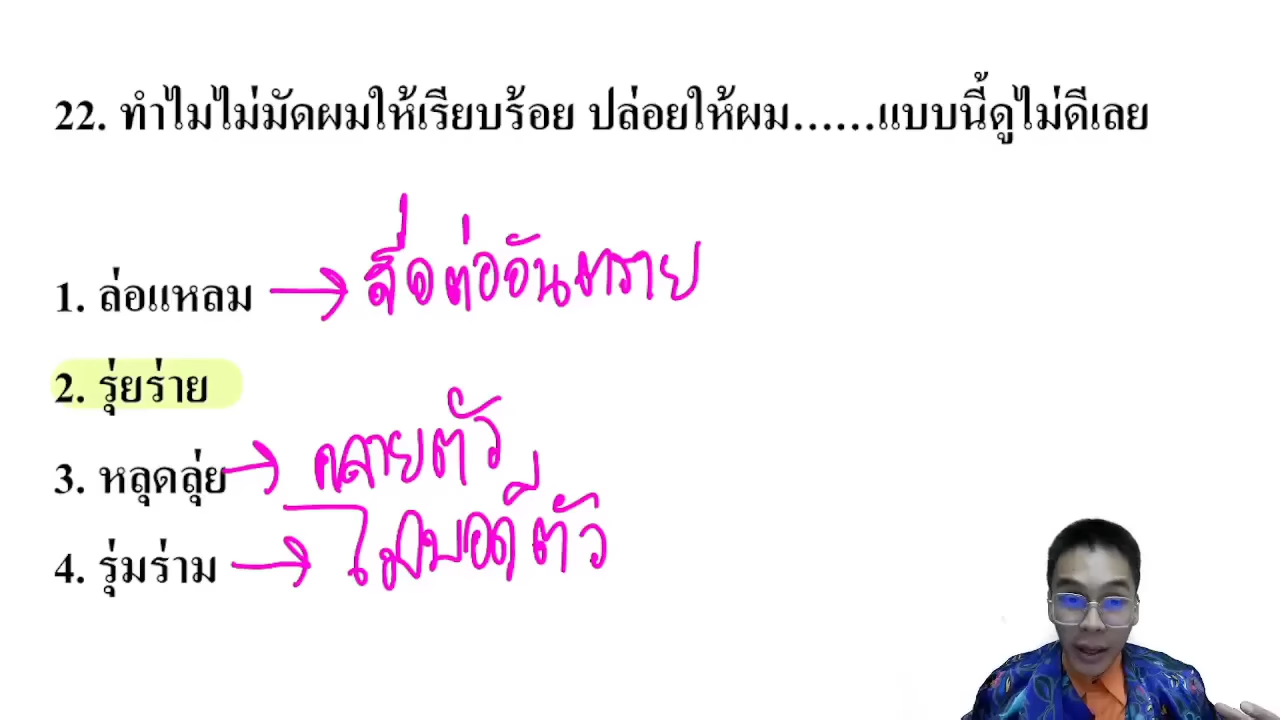 22. ทำไมไม่มัดผมให้เรียบร้อย ปล่อยให้ผม……แบบนี้ดูไม่ดีเลย
1. ล่อแหลม → สื่อต่ออันตราย
2. รุ่ยร่าย
3. หลุดลุ่ย → คลายตัว
4. รุ่มร่าม → ไม่พอดีตัว